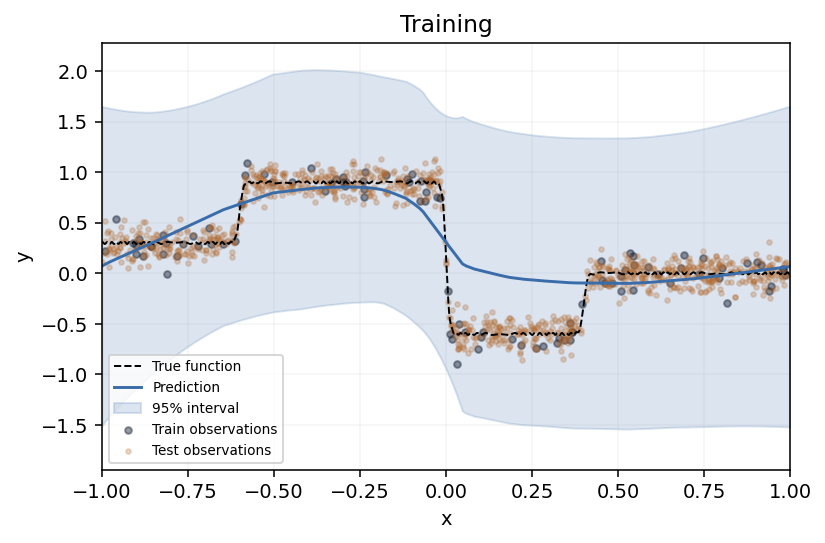 Training
y
2.0
1.5
1.0
0.5
0.0
−0.5
−1.0
−1.5
True function
Prediction
95% interval
Train observations
Test observations
−1.00 −0.75 −0.50 −0.25 0.00 0.25 0.50 0.75 1.00
x